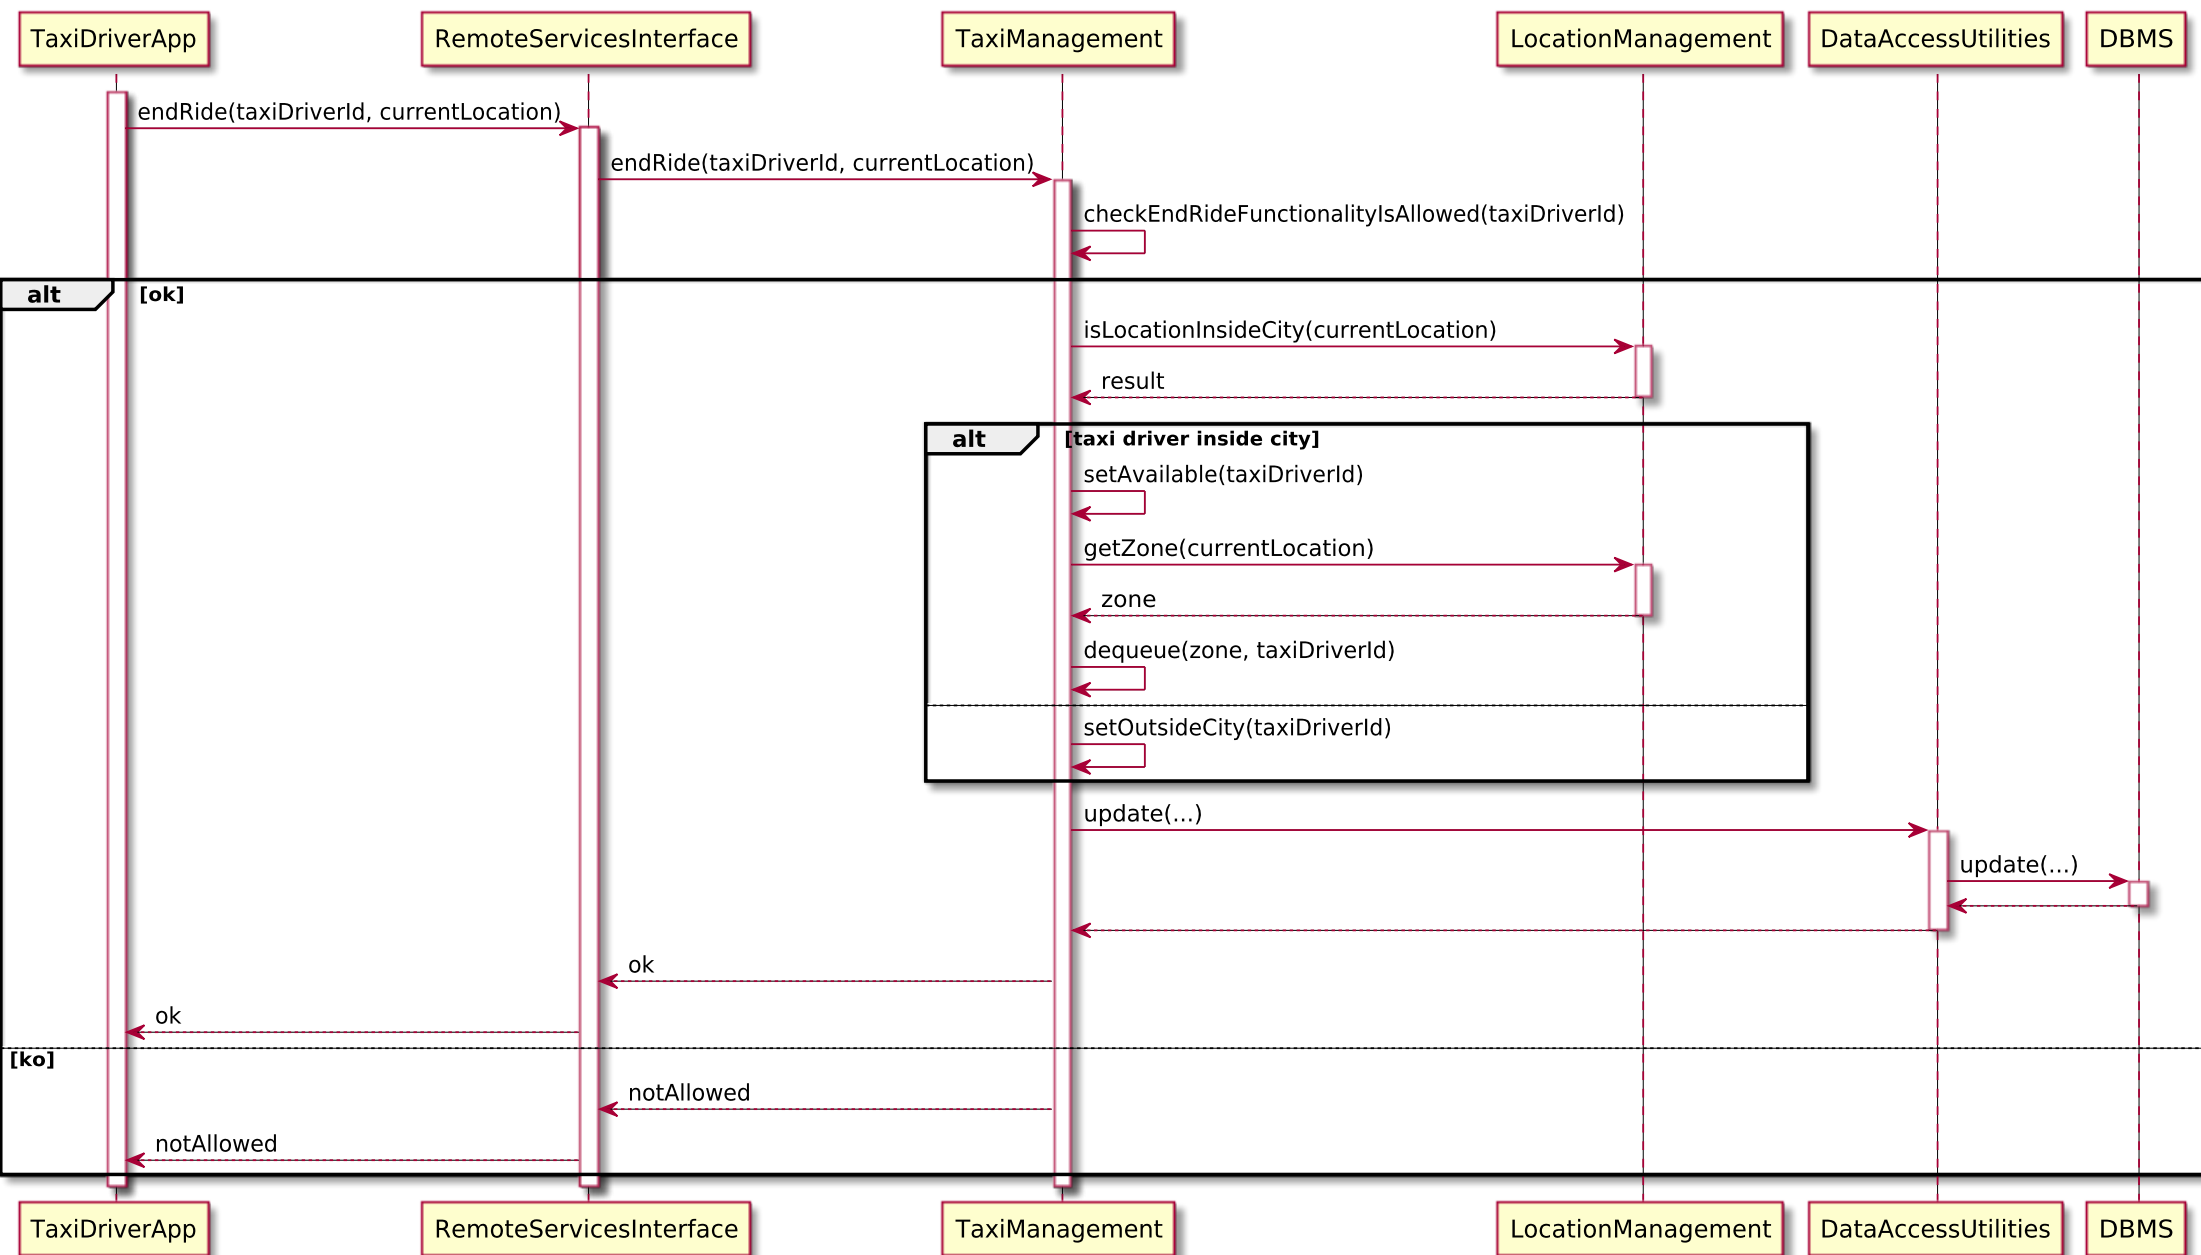 TaxiDriverApp
RemoteServicesInterface
TaxiManagement
LocationManagement
DataAccessUtilities
DBMS
endRide(taxiDriverId, currentLocation)
endRide(taxiDriverId, currentLocation)
checkEndRideFunctionalityIsAllowed(taxiDriverId)
alt [ok]
isLocationInsideCity(currentLocation)
result
alt [taxi driver inside city]
setAvailable(taxiDriverId)
getZone(currentLocation)
zone
dequeue(zone, taxiDriverId)
setOutsideCity(taxiDriverId)
update(...)
update(...)
ok
ok
[ko]
notAllowed
notAllowed
TaxiDriverApp
RemoteServicesInterface
TaxiManagement
LocationManagement
DataAccessUtilities
DBMS